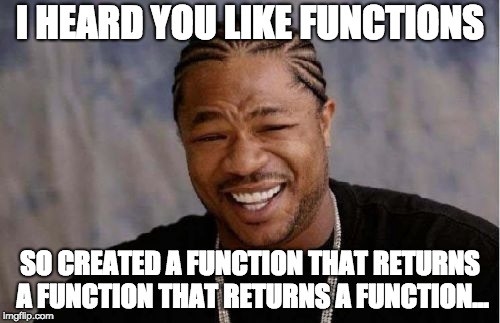 I HEARD YOU LIKE FUNCTIONS
SO CREATED A FUNCTION THAT RETURNS
A FUNCTION THAT RETURNS A FUNCTION...
imgflip.com